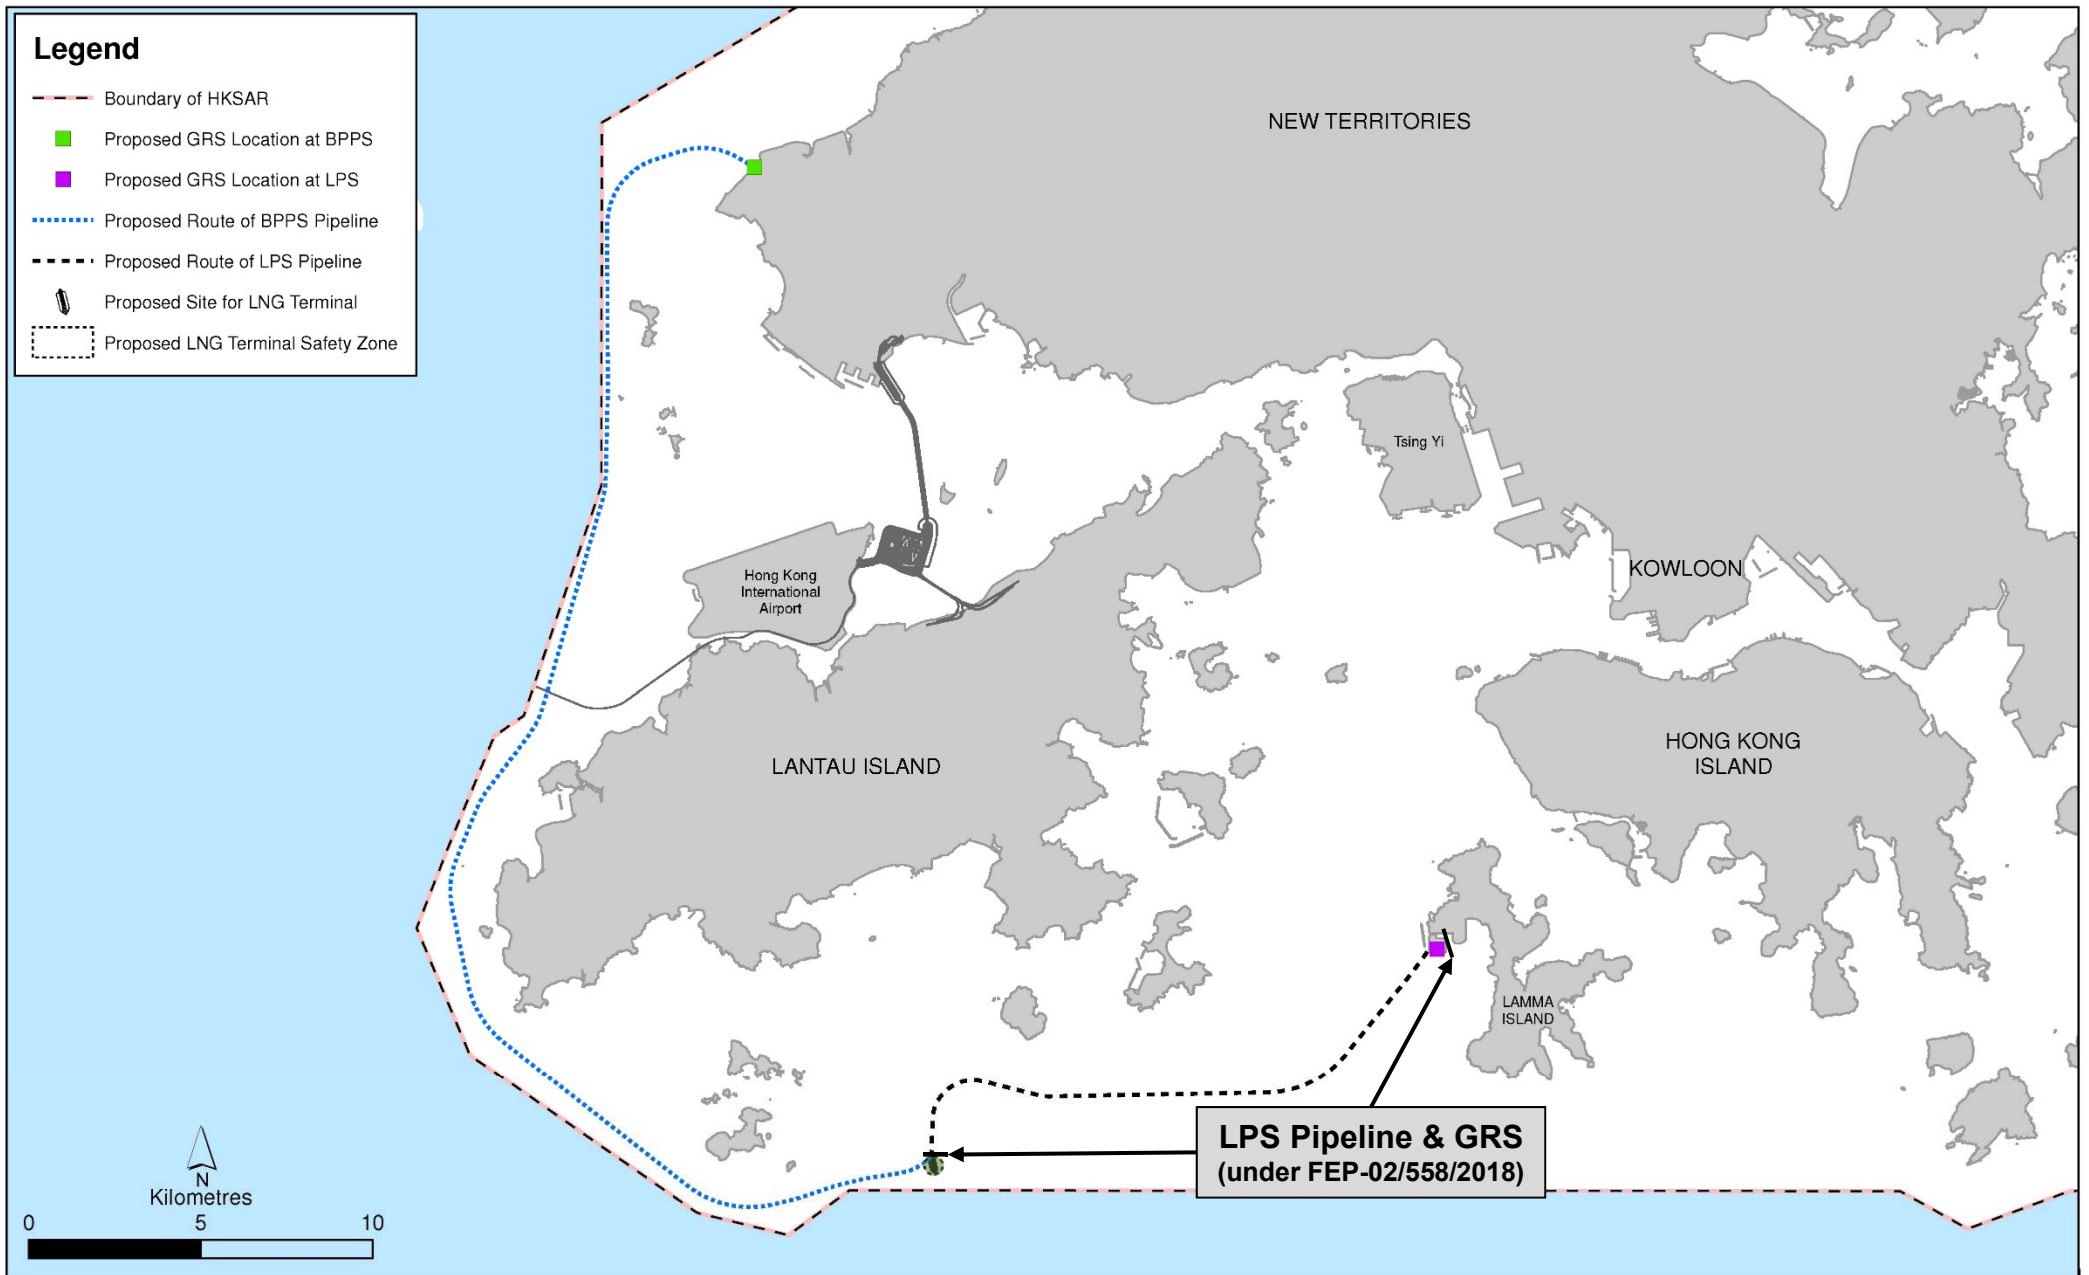 Legend
Boundary of HKSAR
Proposed GRS Location at BPPS
Proposed GRS Location at LPS
Proposed Route of BPPS Pipeline
Proposed Route of LPS Pipeline
Proposed Site for LNG Terminal
Proposed LNG Terminal Safety Zone
NEW TERRITORIES
Tsing Yi
Hong Kong
International
Airport
KOWLOON
LANTAU ISLAND
HONG KONG
ISLAND
LAMMA
ISLAND
LPS Pipeline & GRS
(under FEP-02/558/2018)
N
Kilometres
0 5 10